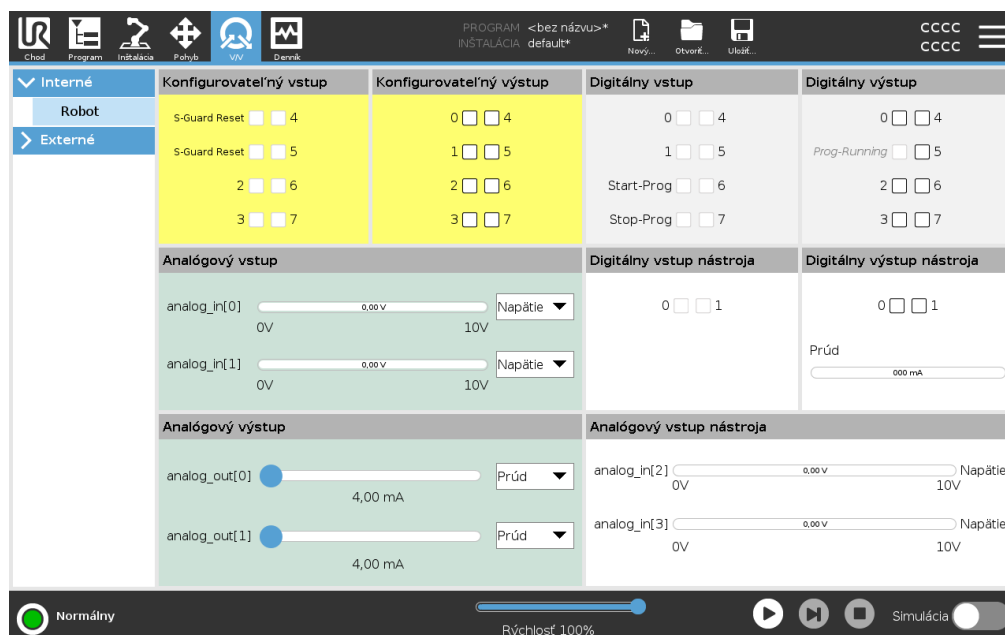 PROGRAM <bez názvu>*
INŠTALÁCIA default*
CCCC
CCCC
Chod Program Inštalácia Pohyb V/V Denník Nový... Otvoriť... Uložiť...
Interné
Robot
Externé
Konfigurovateľný vstup
S-Guard Reset 4
S-Guard Reset 5
2 6
3 7
Konfigurovateľný výstup
0 4
1 5
2 6
3 7
Digitálny vstup
0 4
1 5
Start-Prog 6
Stop-Prog 7
Digitálny výstup
0 4
Prog-Running 5
2 6
3 7
Analógový vstup
analog_in[0] 0,00 V Napätie
0V 10V
analog_in[1] 0,00 V Napätie
0V 10V
Digitálny vstup nástroja
0 1
Digitálny výstup nástroja
0 1
Prúd
000 mA
Analógový výstup
analog_out[0] Prúd
4,00 mA
analog_out[1] Prúd
4,00 mA
Analógový vstup nástroja
analog_in[2] 0,00 V Napätie
0V 10V
analog_in[3] 0,00 V Napätie
0V 10V
Normálny
Rýchlosť 100%
Simulácia